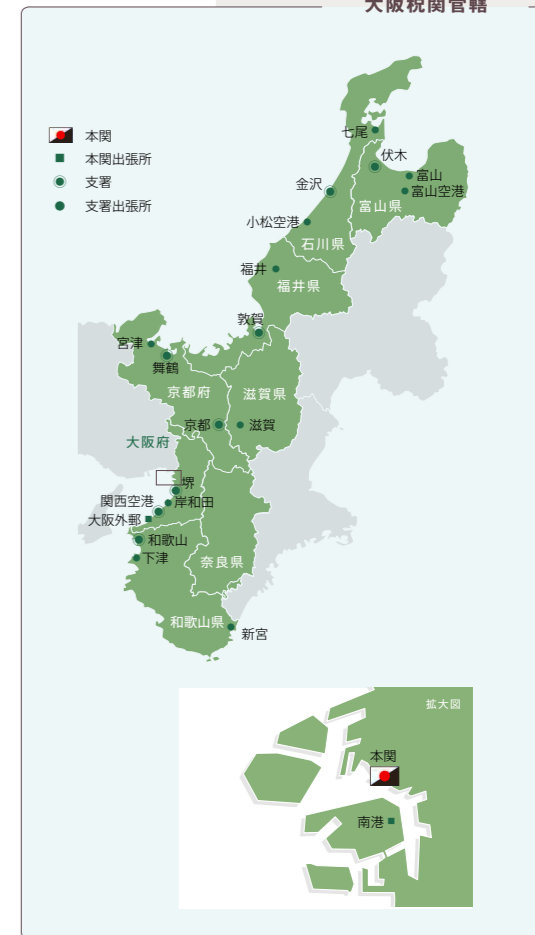 大阪税関管轄
本関
本関出張所
支署
支署出張所
七尾
伏木
富山
富山空港
金沢
富山県
小松空港
石川県
福井
福井県
敦賀
宮津
舞鶴
京都府
滋賀県
京都
滋賀
大阪府
堺
関西空港
岸和田
大阪外郵
和歌山
下津
奈良県
和歌山県
新宮
拡大図
本関
南港